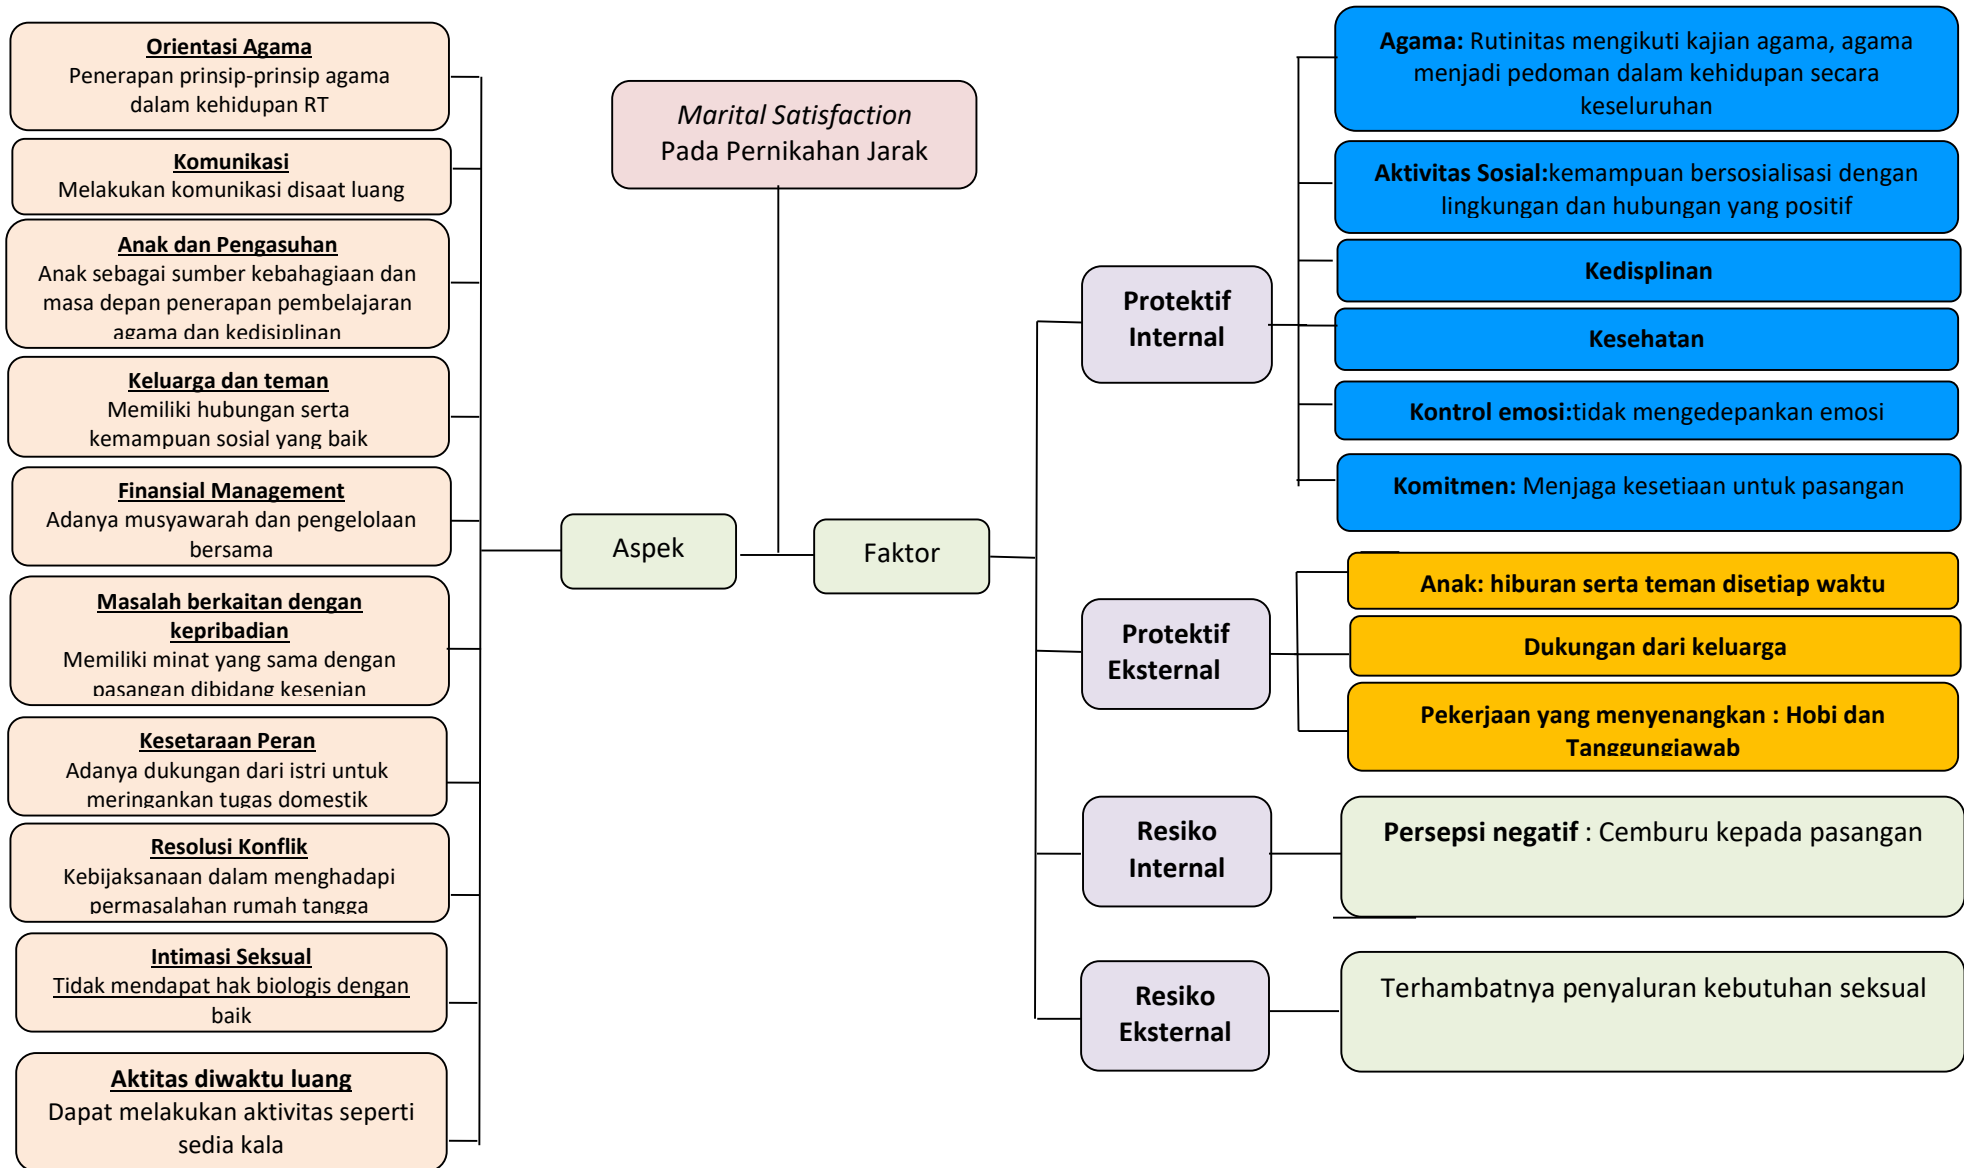 Orientasi Agama
Penerapan prinsip-prinsip agama
dalam kehidupan RT
Komunikasi
Melakukan komunikasi disaat luang
Anak dan Pengasuhan
Anak sebagai sumber kebahagiaan dan
masa depan penerapan pembelajaran
agama dan kedisiplinan
Keluarga dan teman
Memiliki hubungan serta
kemampuan sosial yang baik
Finansial Management
Adanya musyawarah dan pengelolaan
bersama
Masalah berkaitan dengan
kepribadian
Memiliki minat yang sama dengan
pasangan dibidang kesenian
Kesetaraan Peran
Adanya dukungan dari istri untuk
meringankan tugas domestik
Resolusi Konflik
Kebijaksanaan dalam menghadapi
permasalahan rumah tangga
Intimasi Seksual
Tidak mendapat hak biologis dengan
baik
Aktitas diwaktu luang
Dapat melakukan aktivitas seperti
sedia kala
Marital Satisfaction
Pada Pernikahan Jarak
Aspek
Faktor
Protektif
Internal
Agama: Rutinitas mengikuti kajian agama, agama
menjadi pedoman dalam kehidupan secara
keseluruhan
Aktivitas Sosial:kemampuan bersosialisasi dengan
lingkungan dan hubungan yang positif
Kedisplinan
Kesehatan
Kontrol emosi:tidak mengedepankan emosi
Komitmen: Menjaga kesetiaan untuk pasangan
Protektif
Eksternal
Anak: hiburan serta teman disetiap waktu
Dukungan dari keluarga
Pekerjaan yang menyenangkan : Hobi dan
Tanggungjawab
Resiko
Internal
Persepsi negatif : Cemburu kepada pasangan
Resiko
Eksternal
Terhambatnya penyaluran kebutuhan seksual